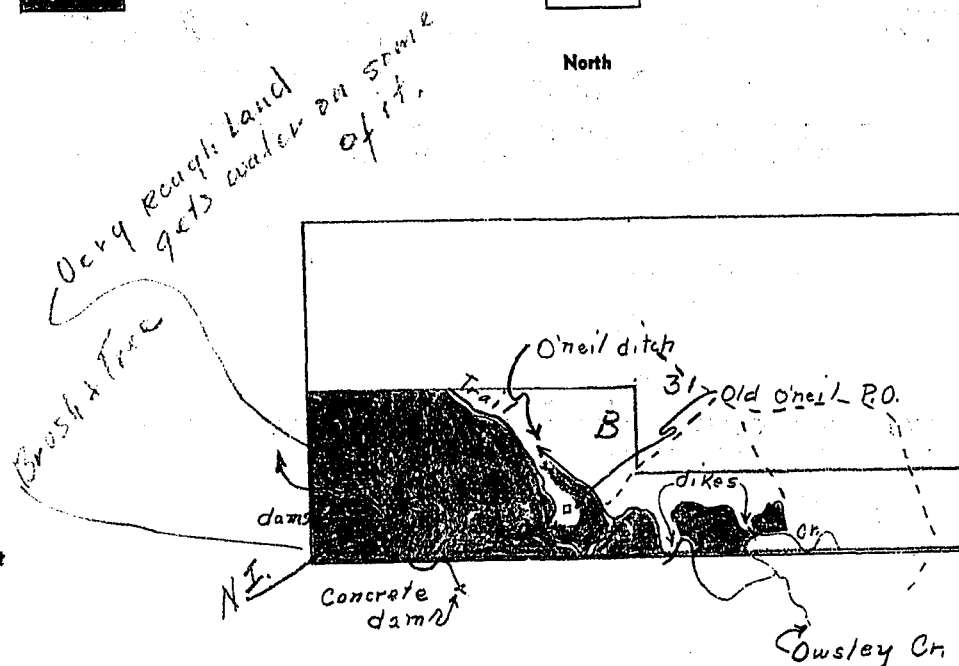 North
Very rough land
gets water on some
of it.
Brush & Tree
O'neil ditch
Trail
B
31
Old O'neil P.O.
dikes
Cr.
dams
N.I.
Concrete
dam
Owsley Cr.